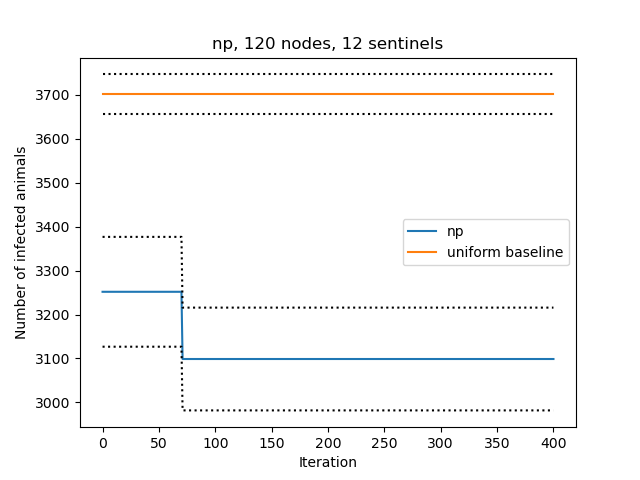 np, 120 nodes, 12 sentinels
Number of infected animals
3700
3600
3500
3400
3300
3200
3100
3000
np
uniform baseline
0 50 100 150 200 250 300 350 400
Iteration